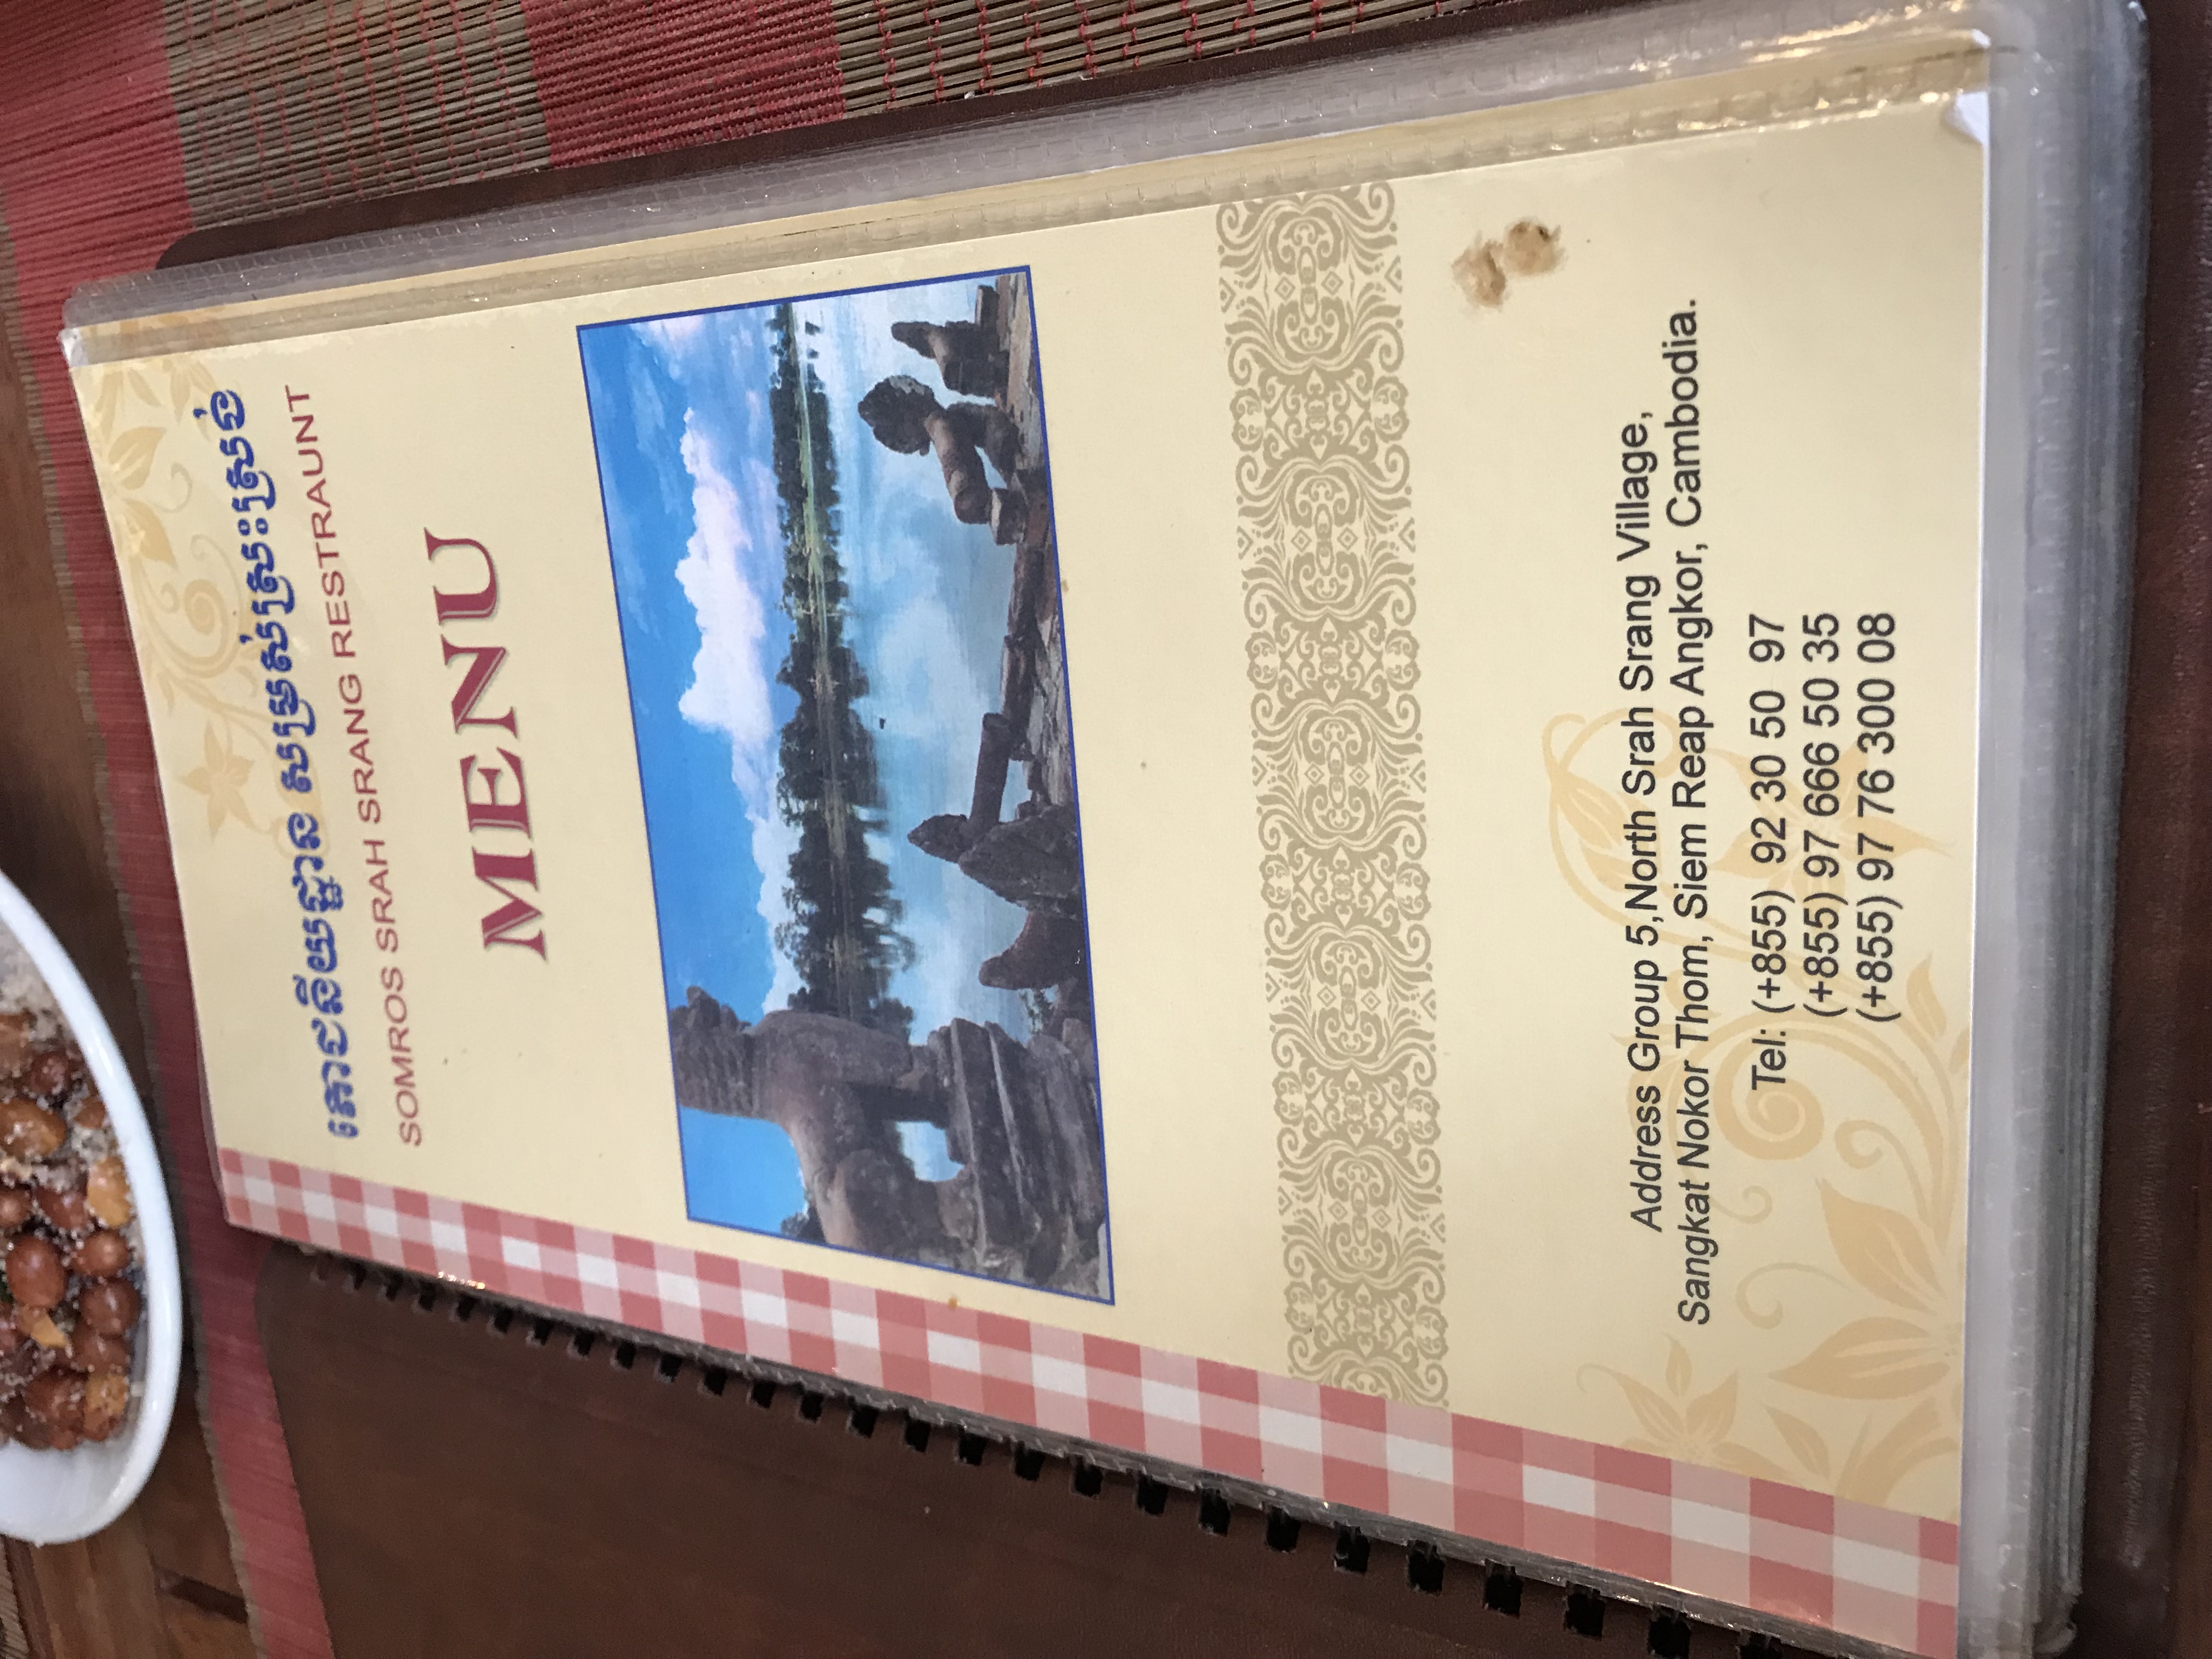 ភោជនីយដ្ឋាន សម្រស់ស្រះស្រង់
SOMROS SRAH SRANG RESTRAUNT
MENU
Address Group 5,North Srah Srang Village,
Sangkat Nokor Thom, Siem Reap Angkor, Cambodia.
Tel: (+855) 92 30 50 97
(+855) 97 666 50 35
(+855) 97 76 300 08